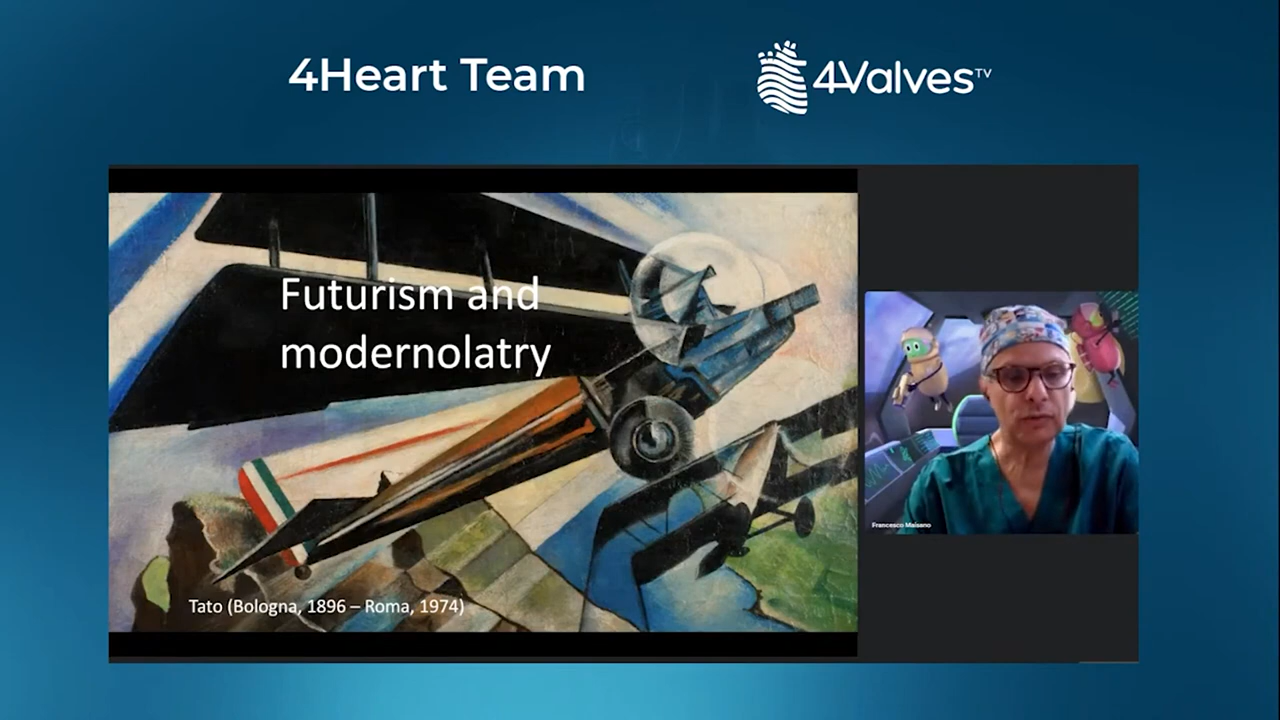 4Heart Team
4Valves TV
Futurism and
modernolatry
Tato (Bologna, 1896 – Roma, 1974)
Francesco Maisano